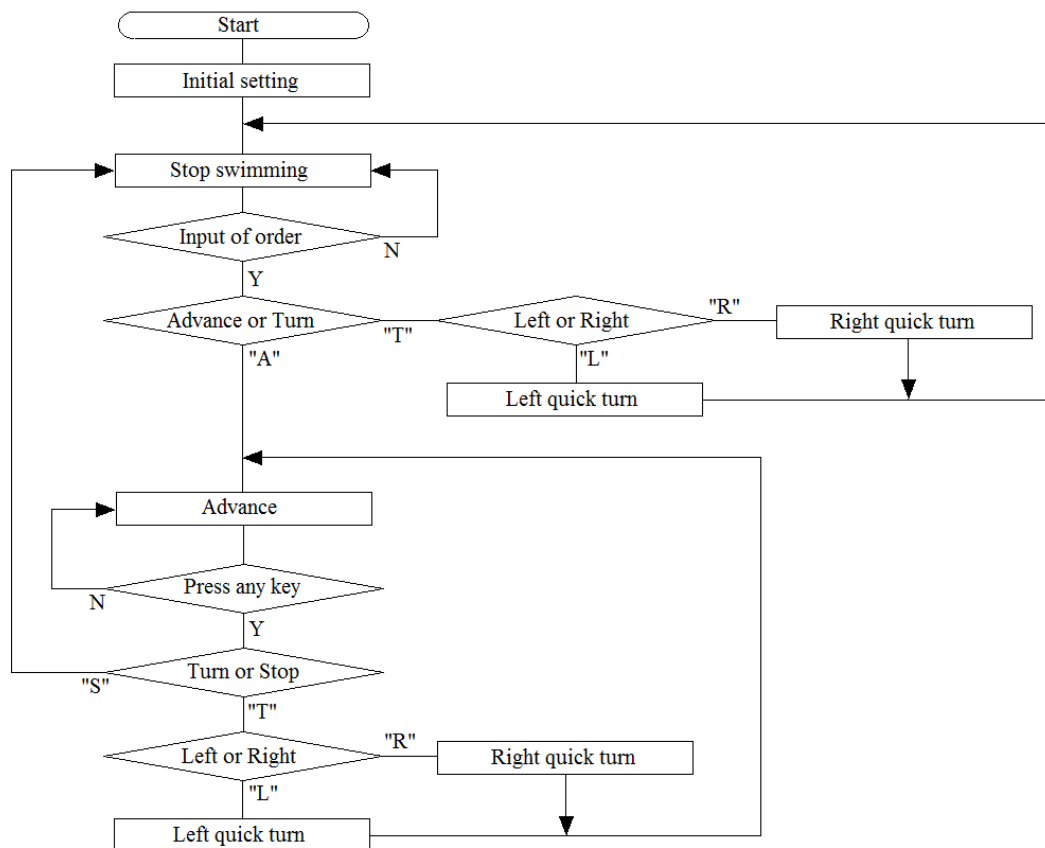 Start
Initial setting
Stop swimming
Input of order
N
Y
Advance or Turn
"T"
Left or Right
"R"
Right quick turn
"A"
"L"
Left quick turn
Advance
Press any key
N
Y
Turn or Stop
"S"
"T"
Left or Right
"R"
Right quick turn
"L"
Left quick turn